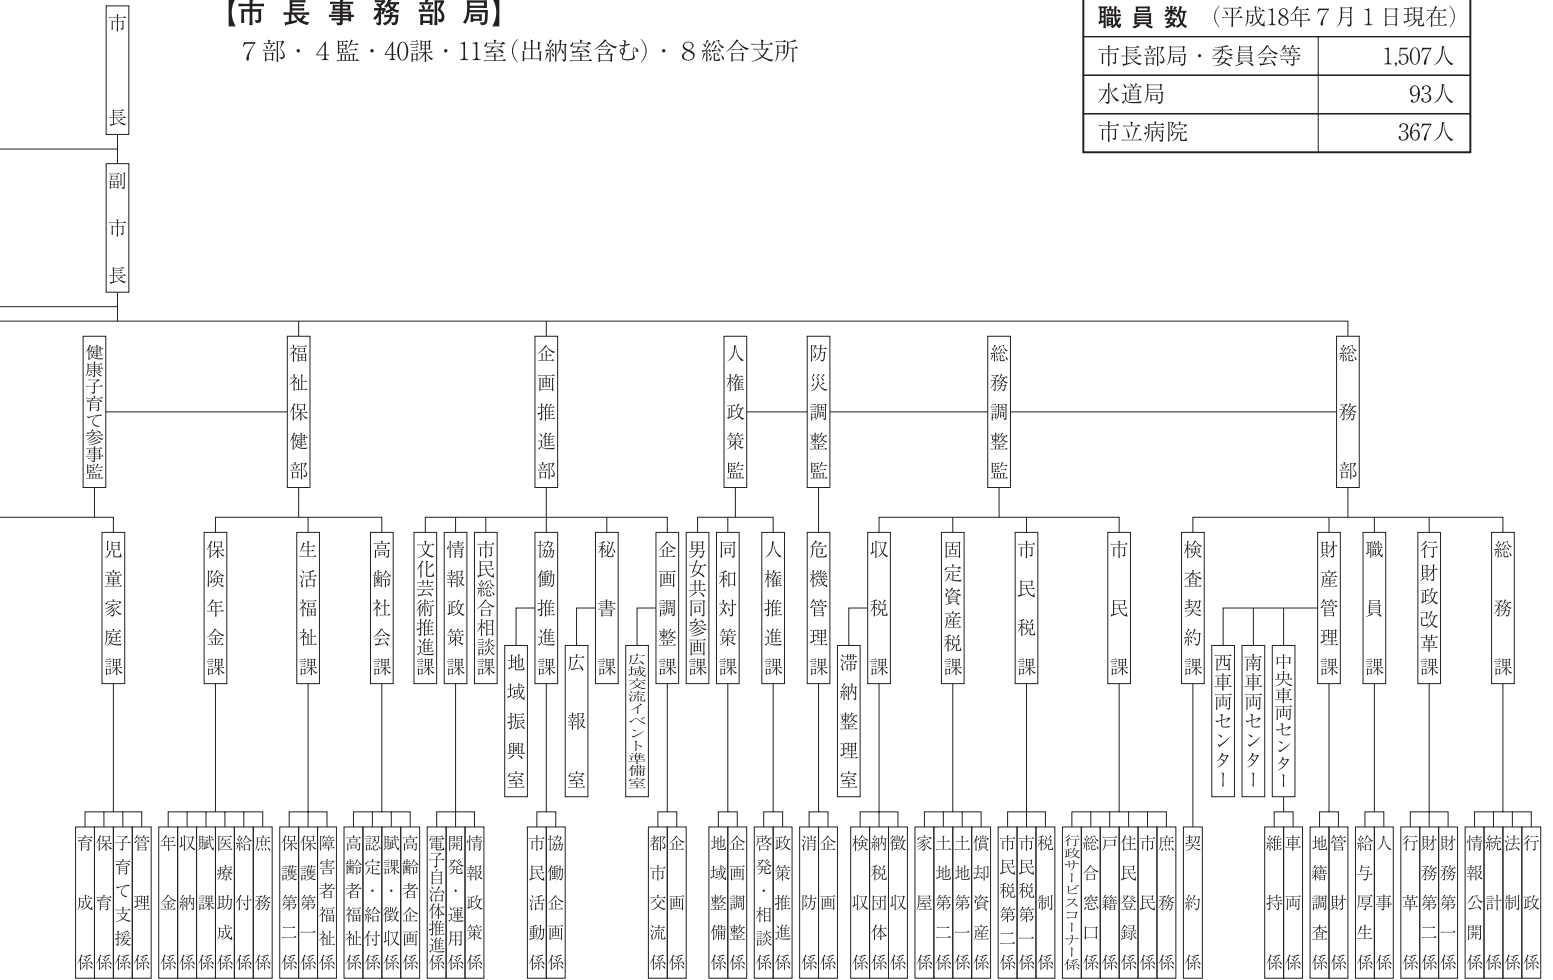 【市長事務部局】
７部・４監・40課・11室（出納室含む）・８総合支所
職員数 （平成18年７月１日現在）
市長部局・委員会等 1,507人
水道局 93人
市立病院 367人
市長
副市長
総務部
総務調整監
防災調整監
人権政策監
企画推進部
福祉保健部
健康子育て参事監
総務課
行財政改革課
職員課
財産管理課
検査契約課
市民課
市民税課
固定資産税課
収税課
危機管理課
人権推進課
同和対策課
男女共同参画課
企画調整課
秘書課
協働推進課
市民総合相談課
情報政策課
文化芸術推進課
高齢社会課
生活福祉課
保険年金課
児童家庭課
中央車両センター
南車両センター
西車両センター
滞納整理室
広域交流イベント準備室
広報室
地域振興室
行政係
法制係
統計係
情報公開係
財務第一係
財務第二係
行革係
人事係
給与厚生係
管財係
地籍調査係
車両係
維持係
契約係
庶務係
市民係
住民登録係
戸籍係
総合窓口係
行政サービスコーナー係
税制係
市民税第一係
市民税第二係
償却資産係
土地第一係
土地第二係
家屋係
徴収係
納税団体係
検収係
企画係
消防係
政策推進係
啓発・相談係
企画調整係
地域整備係
企画係
都市交流係
協働企画係
市民活動係
情報政策係
開発・運用係
電子自治体推進係
高齢者企画係
賦課・徴収係
認定・給付係
高齢者福祉係
障害者福祉係
保護第一係
保護第二係
庶務係
給付係
医療助成係
賦課係
収納係
年金係
管理係
子育て支援係
保育係
育成係